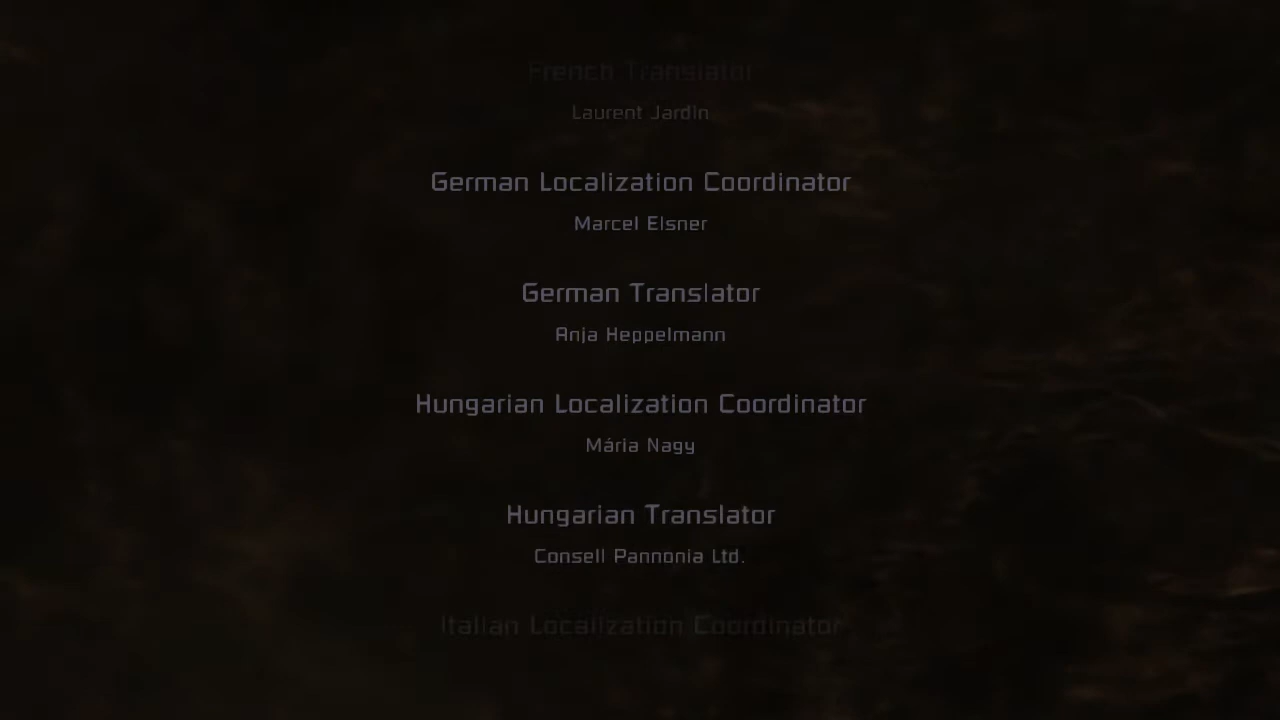 French Translator
Laurent Jardin
German Localization Coordinator
Marcel Elsner
German Translator
Anja Heppelmann
Hungarian Localization Coordinator
Mária Nagy
Hungarian Translator
Consell Pannonia Ltd.
Italian Localization Coordinator